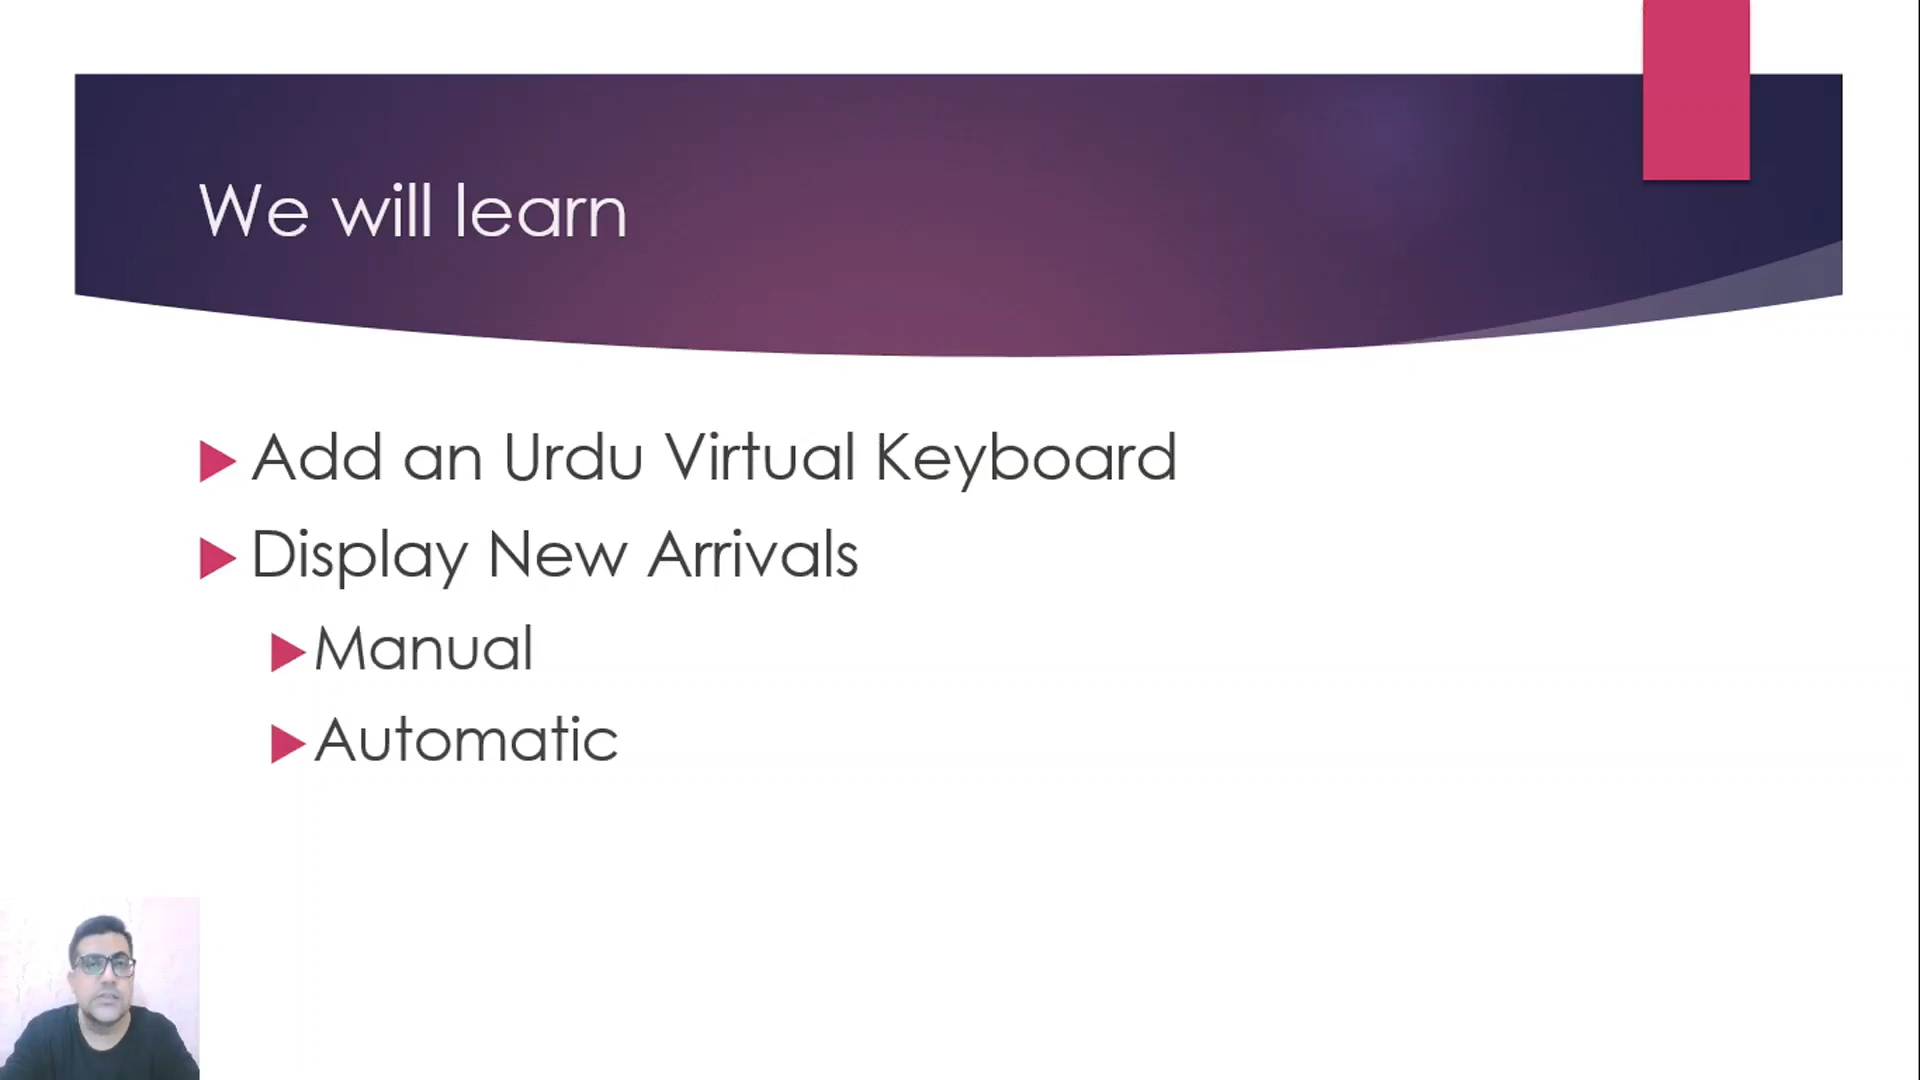 We will learn
Add an Urdu Virtual Keyboard
Display New Arrivals
Manual
Automatic